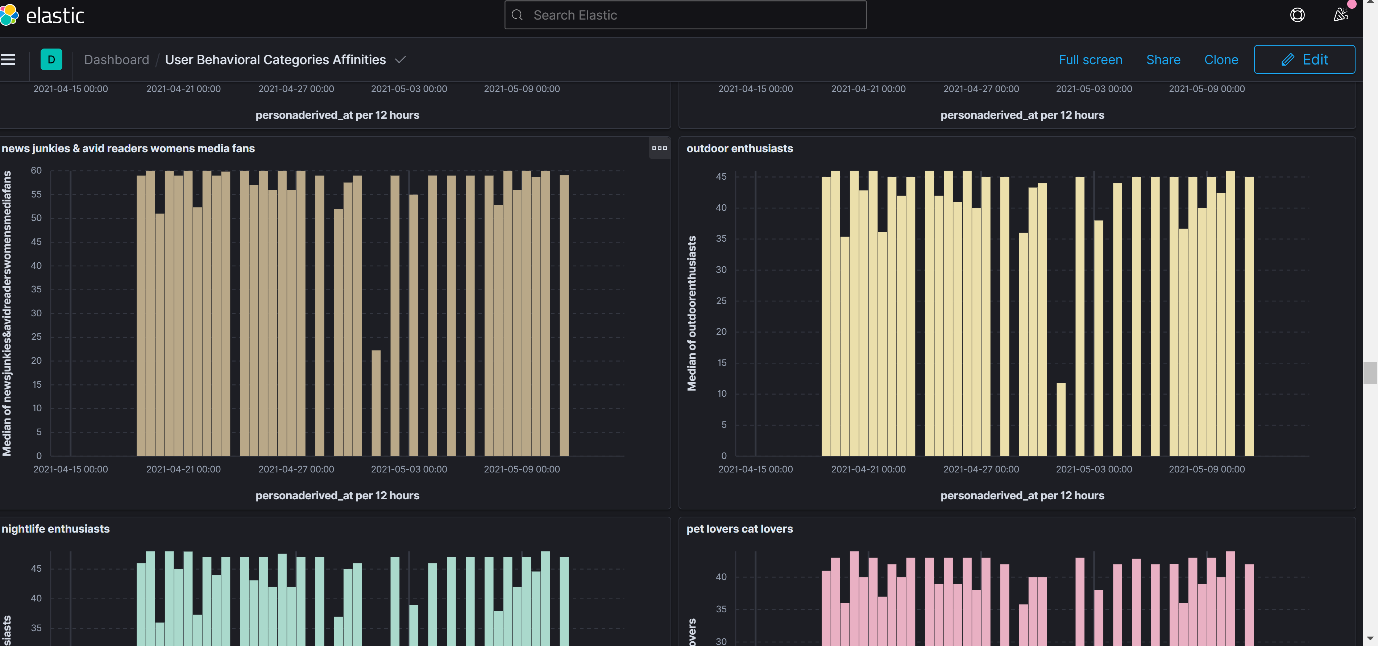 elastic
Search Elastic
D
Dashboard / User Behavioral Categories Affinities
Full screen
Share
Clone
Edit
2021-04-15 00:00 2021-04-21 00:00 2021-04-27 00:00 2021-05-03 00:00 2021-05-09 00:00
personaderived_at per 12 hours
2021-04-15 00:00 2021-04-21 00:00 2021-04-27 00:00 2021-05-03 00:00 2021-05-09 00:00
personaderived_at per 12 hours
news junkies & avid readers womens media fans
Median of newsjunkies&avidreaderswomensmediafans
60
55
50
45
40
35
30
25
20
15
10
5
0
2021-04-15 00:00 2021-04-21 00:00 2021-04-27 00:00 2021-05-03 00:00 2021-05-09 00:00
personaderived_at per 12 hours
outdoor enthusiasts
Median of outdoorenthusiasts
45
40
35
30
25
20
15
10
5
0
2021-04-15 00:00 2021-04-21 00:00 2021-04-27 00:00 2021-05-03 00:00 2021-05-09 00:00
personaderived_at per 12 hours
nightlife enthusiasts
siasts
45
40
35
pet lovers cat lovers
overs
40
35
30